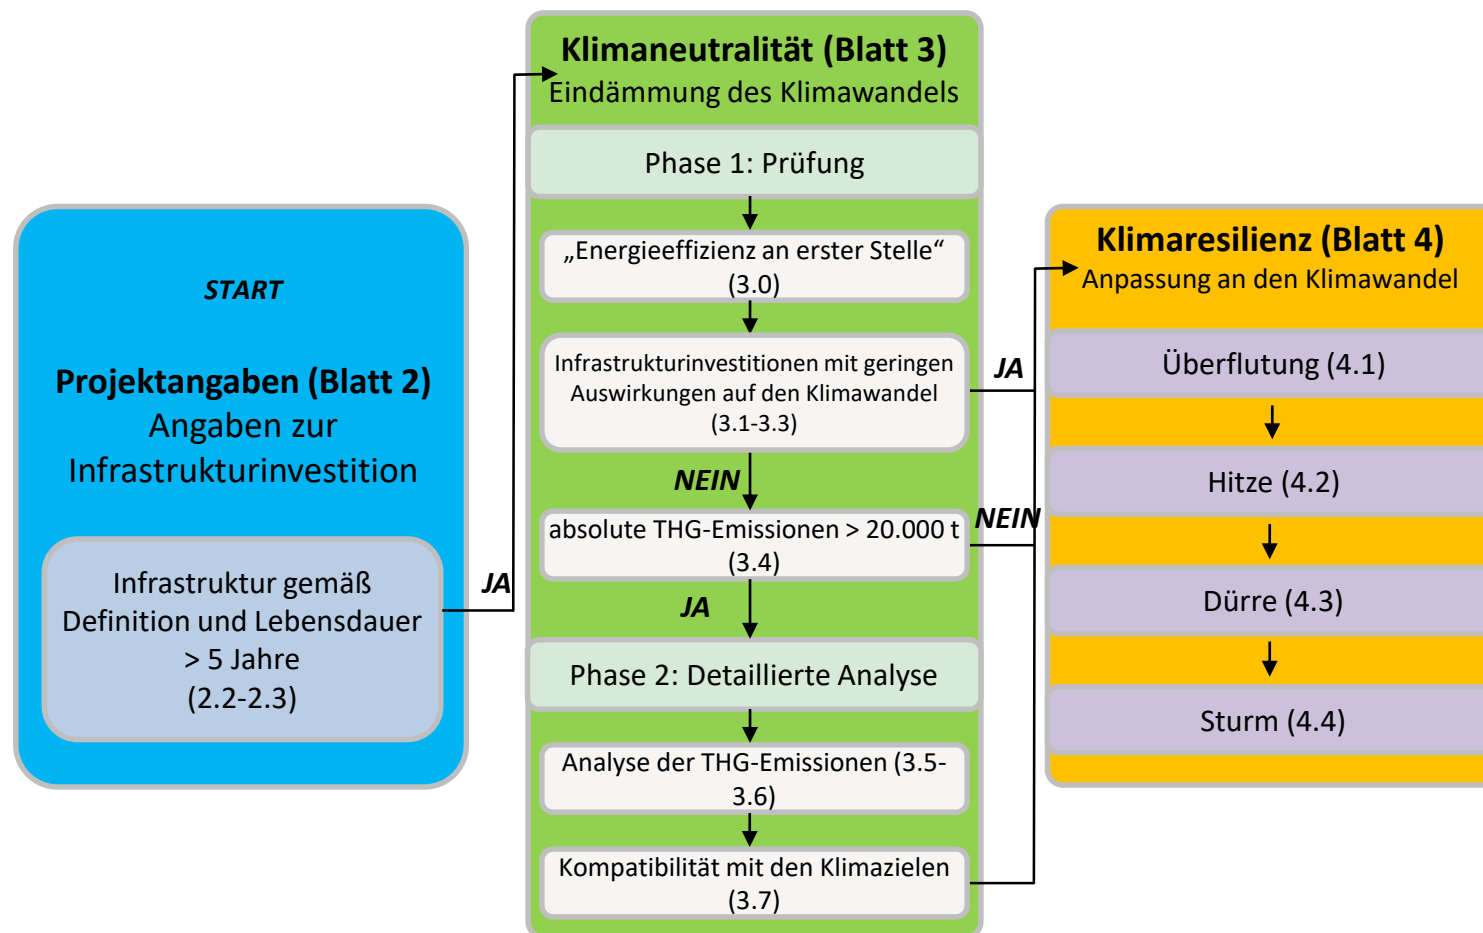 START
Projektangaben (Blatt 2)
Angaben zur
Infrastrukturinvestition
Infrastruktur gemäß
Definition und Lebensdauer
> 5 Jahre
(2.2-2.3)
JA
Klimaneutralität (Blatt 3)
Eindämmung des Klimawandels
Phase 1: Prüfung
„Energieeffizienz an erster Stelle“
(3.0)
Infrastrukturinvestitionen mit geringen
Auswirkungen auf den Klimawandel
(3.1-3.3)
JA
NEIN
absolute THG-Emissionen > 20.000 t
(3.4)
NEIN
JA
Phase 2: Detaillierte Analyse
Analyse der THG-Emissionen (3.5-
3.6)
Kompatibilität mit den Klimazielen
(3.7)
Klimaresilienz (Blatt 4)
Anpassung an den Klimawandel
Überflutung (4.1)
Hitze (4.2)
Dürre (4.3)
Sturm (4.4)